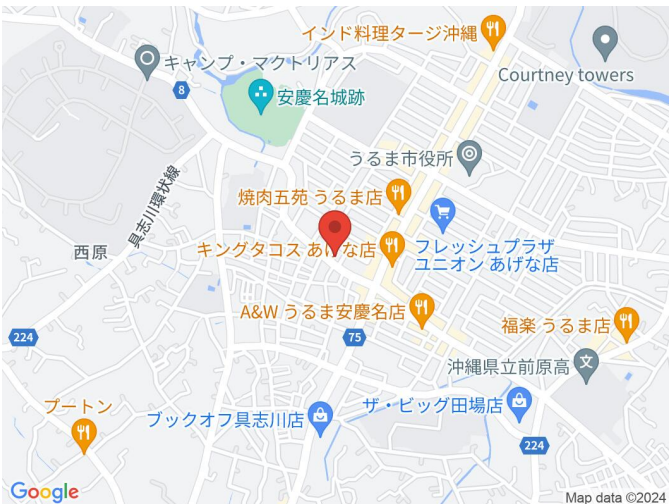 インド料理タージ沖縄
キャンプ・マクトリアス
Courtney towers
8
安慶名城跡
うるま市役所
具志川環状線
焼肉五苑 うるま店
西原
キングタコス あげな店
フレッシュプラザ
ユニオン あげな店
A&W うるま安慶名店
福楽 うるま店
224
75
沖縄県立前原高
文
プートン
ブックオフ具志川店
ザ・ビッグ田場店
224
Google
Map data ©2024